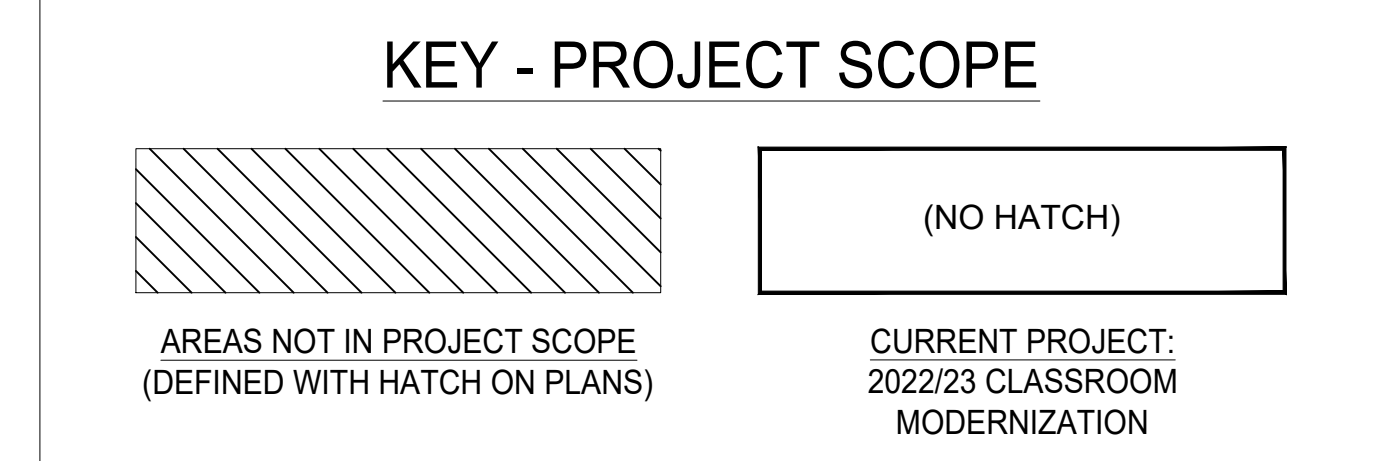 KEY - PROJECT SCOPE
(NO HATCH)
AREAS NOT IN PROJECT SCOPE
(DEFINED WITH HATCH ON PLANS)
CURRENT PROJECT:
2022/23 CLASSROOM
MODERNIZATION